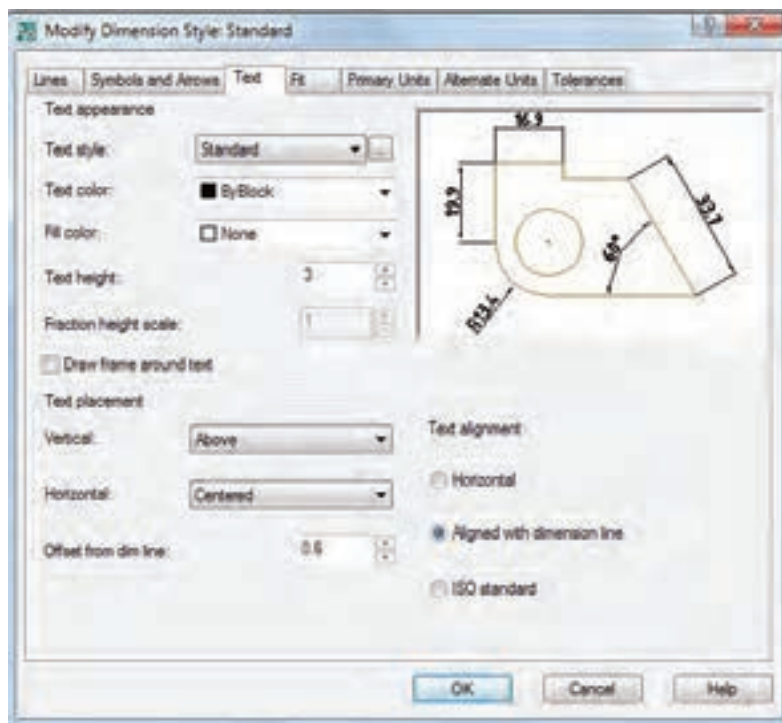 Modify Dimension Style: Standard
Lines Symbols and Arrows Text Fit Primary Units Alternate Units Tolerances
Text appearance
Text style: Standard ...
Text color: ByBlock
Fill color: None
Text height: 3
Fraction height scale: 1
Draw frame around text
16.9
19.9
33.7
60°
R13.4
Text placement
Vertical: Above
Horizontal: Centered
Offset from dim line: 0.6
Text alignment
Horizontal
Aligned with dimension line
ISO standard
OK Cancel Help